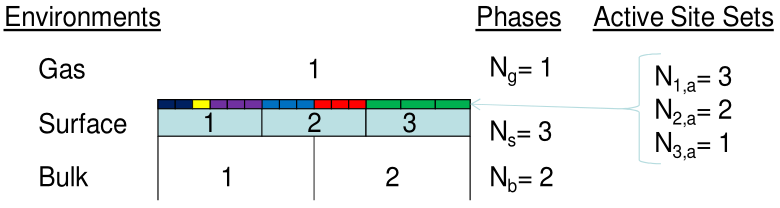 Environments Phases Active Site Sets
Gas 1 Ng= 1
N1,a= 3
Surface 1 2 3 Ns= 3
N2,a= 2
N3,a= 1
Bulk 1 2 Nb= 2